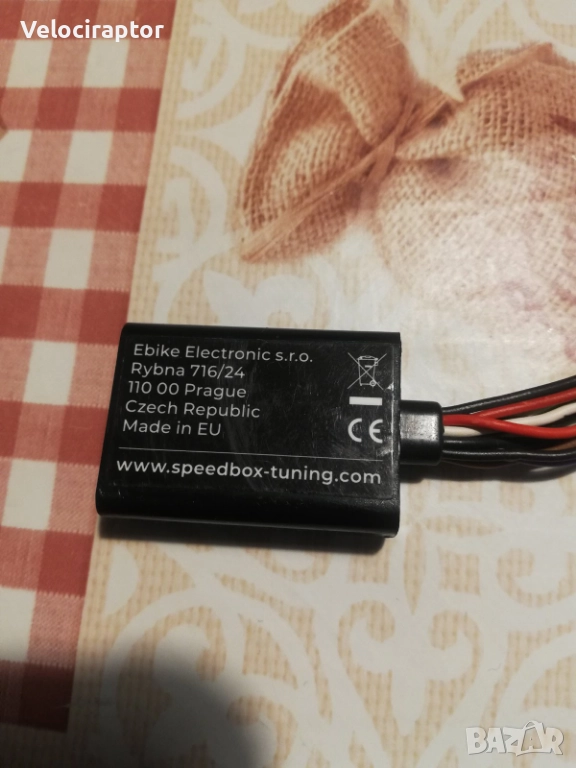 Velociraptor
Ebike Electronic s.r.o.
Rybna 716/24
110 00 Prague
Czech Republic
Made in EU
CE
www.speedbox-tuning.com
BAZAR